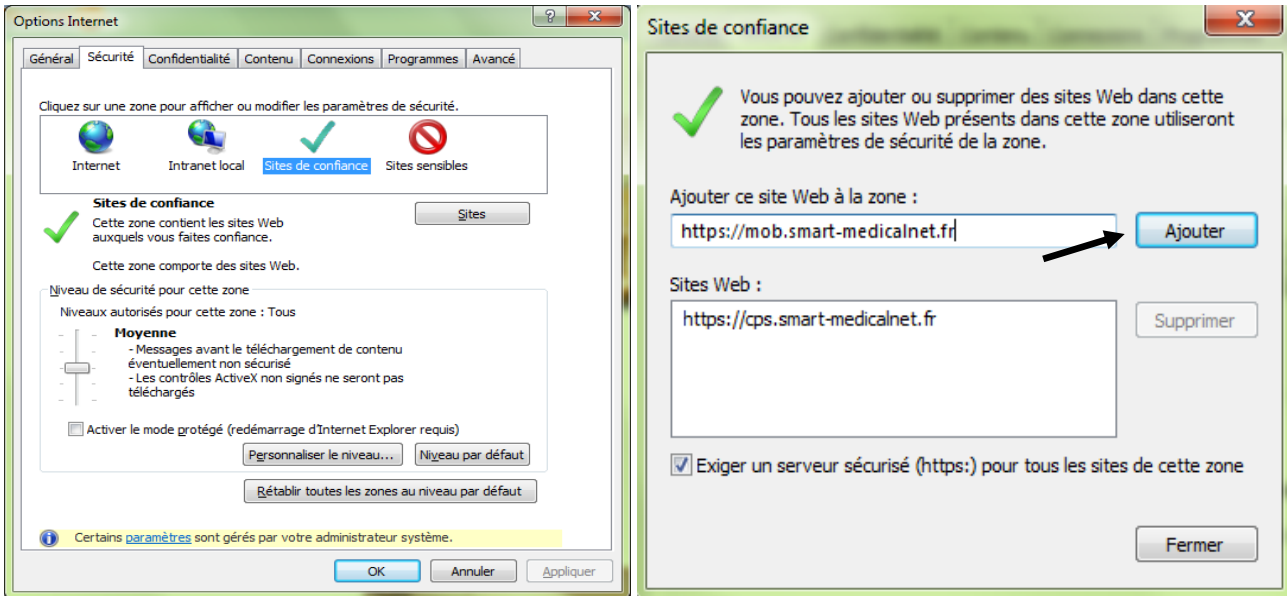 Options Internet
Général Sécurité Confidentialité Contenu Connexions Programmes Avancé
Cliquez sur une zone pour afficher ou modifier les paramètres de sécurité.
Internet Intranet local Sites de confiance Sites sensibles
Sites de confiance
Sites
Cette zone contient les sites Web
auxquels vous faites confiance.
Cette zone comporte des sites Web.
Niveau de sécurité pour cette zone
Niveaux autorisés pour cette zone : Tous
Moyenne
- Messages avant le téléchargement de contenu
éventuellement non sécurisé
- Les contrôles ActiveX non signés ne seront pas
téléchargés
Activer le mode protégé (redémarrage d'Internet Explorer requis)
Personnaliser le niveau... Niveau par défaut
Rétablir toutes les zones au niveau par défaut
Certains paramètres sont gérés par votre administrateur système.
OK Annuler Appliquer
Sites de confiance
Vous pouvez ajouter ou supprimer des sites Web dans cette
zone. Tous les sites Web présents dans cette zone utiliseront
les paramètres de sécurité de la zone.
Ajouter ce site Web à la zone :
https://mob.smart-medicalnet.fr Ajouter
Sites Web :
https://cps.smart-medicalnet.fr Supprimer
Exiger un serveur sécurisé (https:) pour tous les sites de cette zone
Fermer